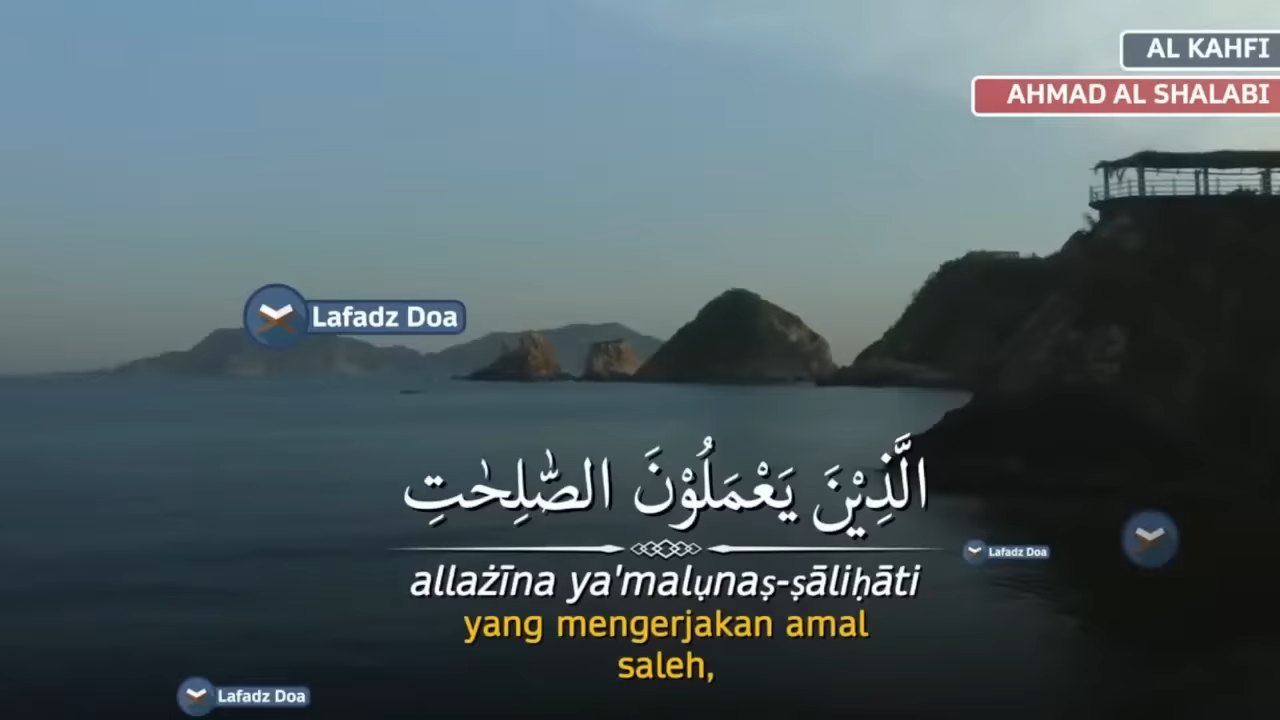 AL KAHFI
AHMAD AL SHALABI
Lafadz Doa
الَّذِيْنَ يَعْمَلُوْنَ الصّٰلِحٰتِ
Lafadz Doa
allażīna ya'malụnaṣ-ṣāliḥāti
yang mengerjakan amal
saleh,
Lafadz Doa